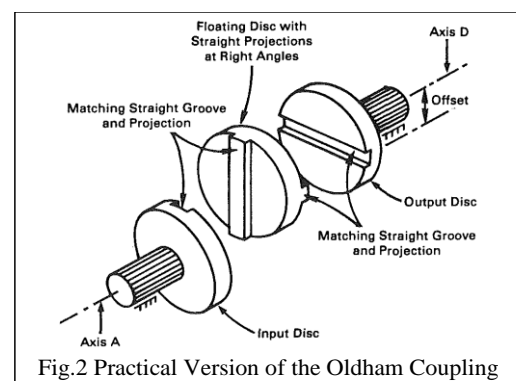 Floating Disc with
Straight Projections
at Right Angles
Axis D
Matching Straight Groove
and Projection
Offset
Output Disc
Matching Straight Groove
and Projection
Axis A
Input Disc
Fig.2 Practical Version of the Oldham Coupling